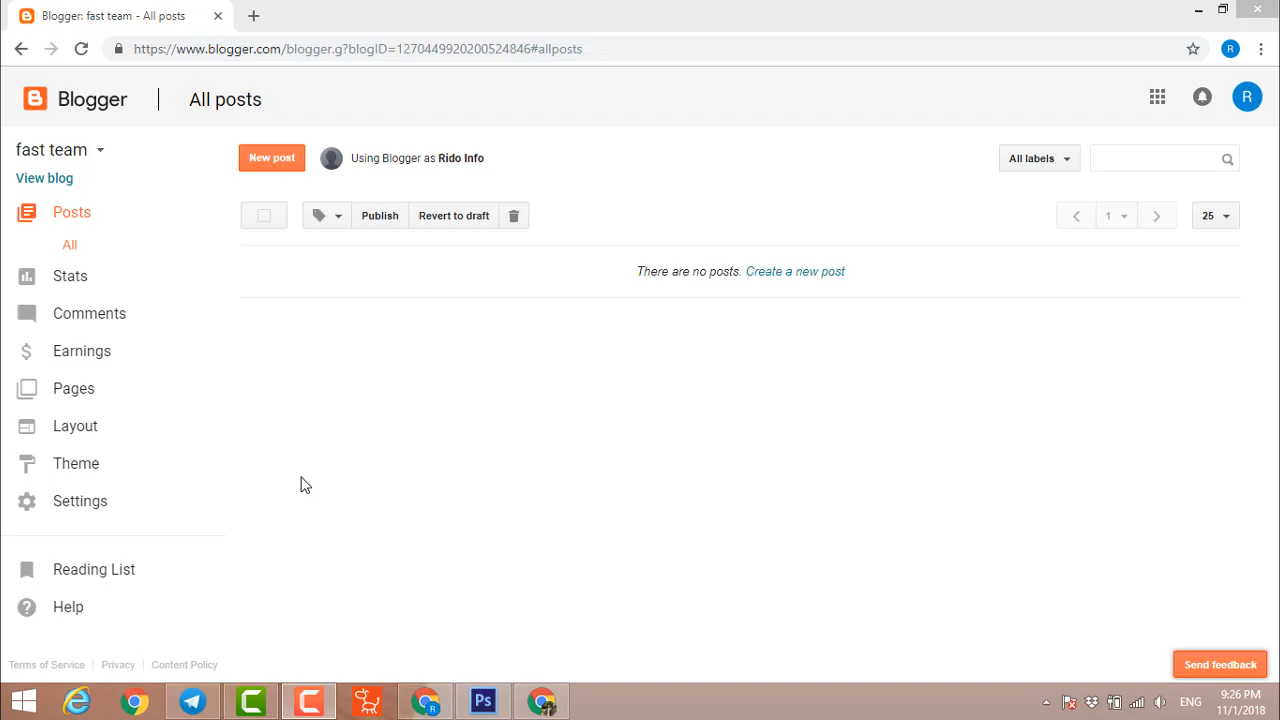 Blogger: fast team - All posts
https://www.blogger.com/blogger.g?blogID=1270449920200524846#allposts
R
Blogger
All posts
R
fast team
View blog
New post
Using Blogger as Rido Info
All labels
Posts
All
Publish
Revert to draft
1
25
There are no posts. Create a new post
Stats
Comments
Earnings
Pages
Layout
Theme
Settings
Reading List
Help
Terms of Service
Privacy
Content Policy
Send feedback
R
Ps
ENG
9:26 PM
11/1/2018